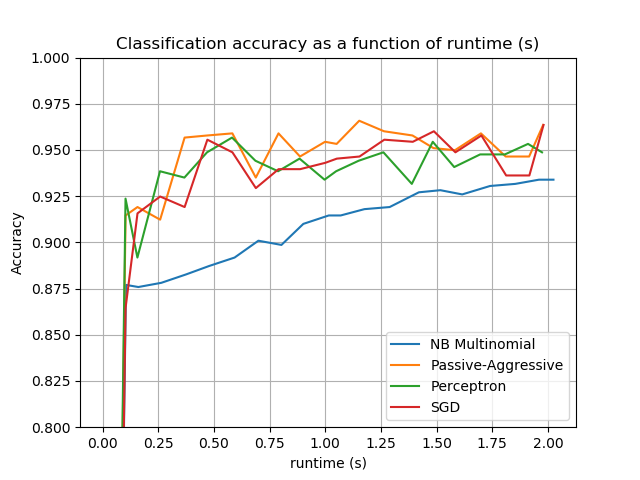 Classification accuracy as a function of runtime (s)
1.000
0.975
0.950
0.925
0.900
0.875
0.850
0.825
0.800
Accuracy
NB Multinomial
Passive-Aggressive
Perceptron
SGD
0.00 0.25 0.50 0.75 1.00 1.25 1.50 1.75 2.00
runtime (s)